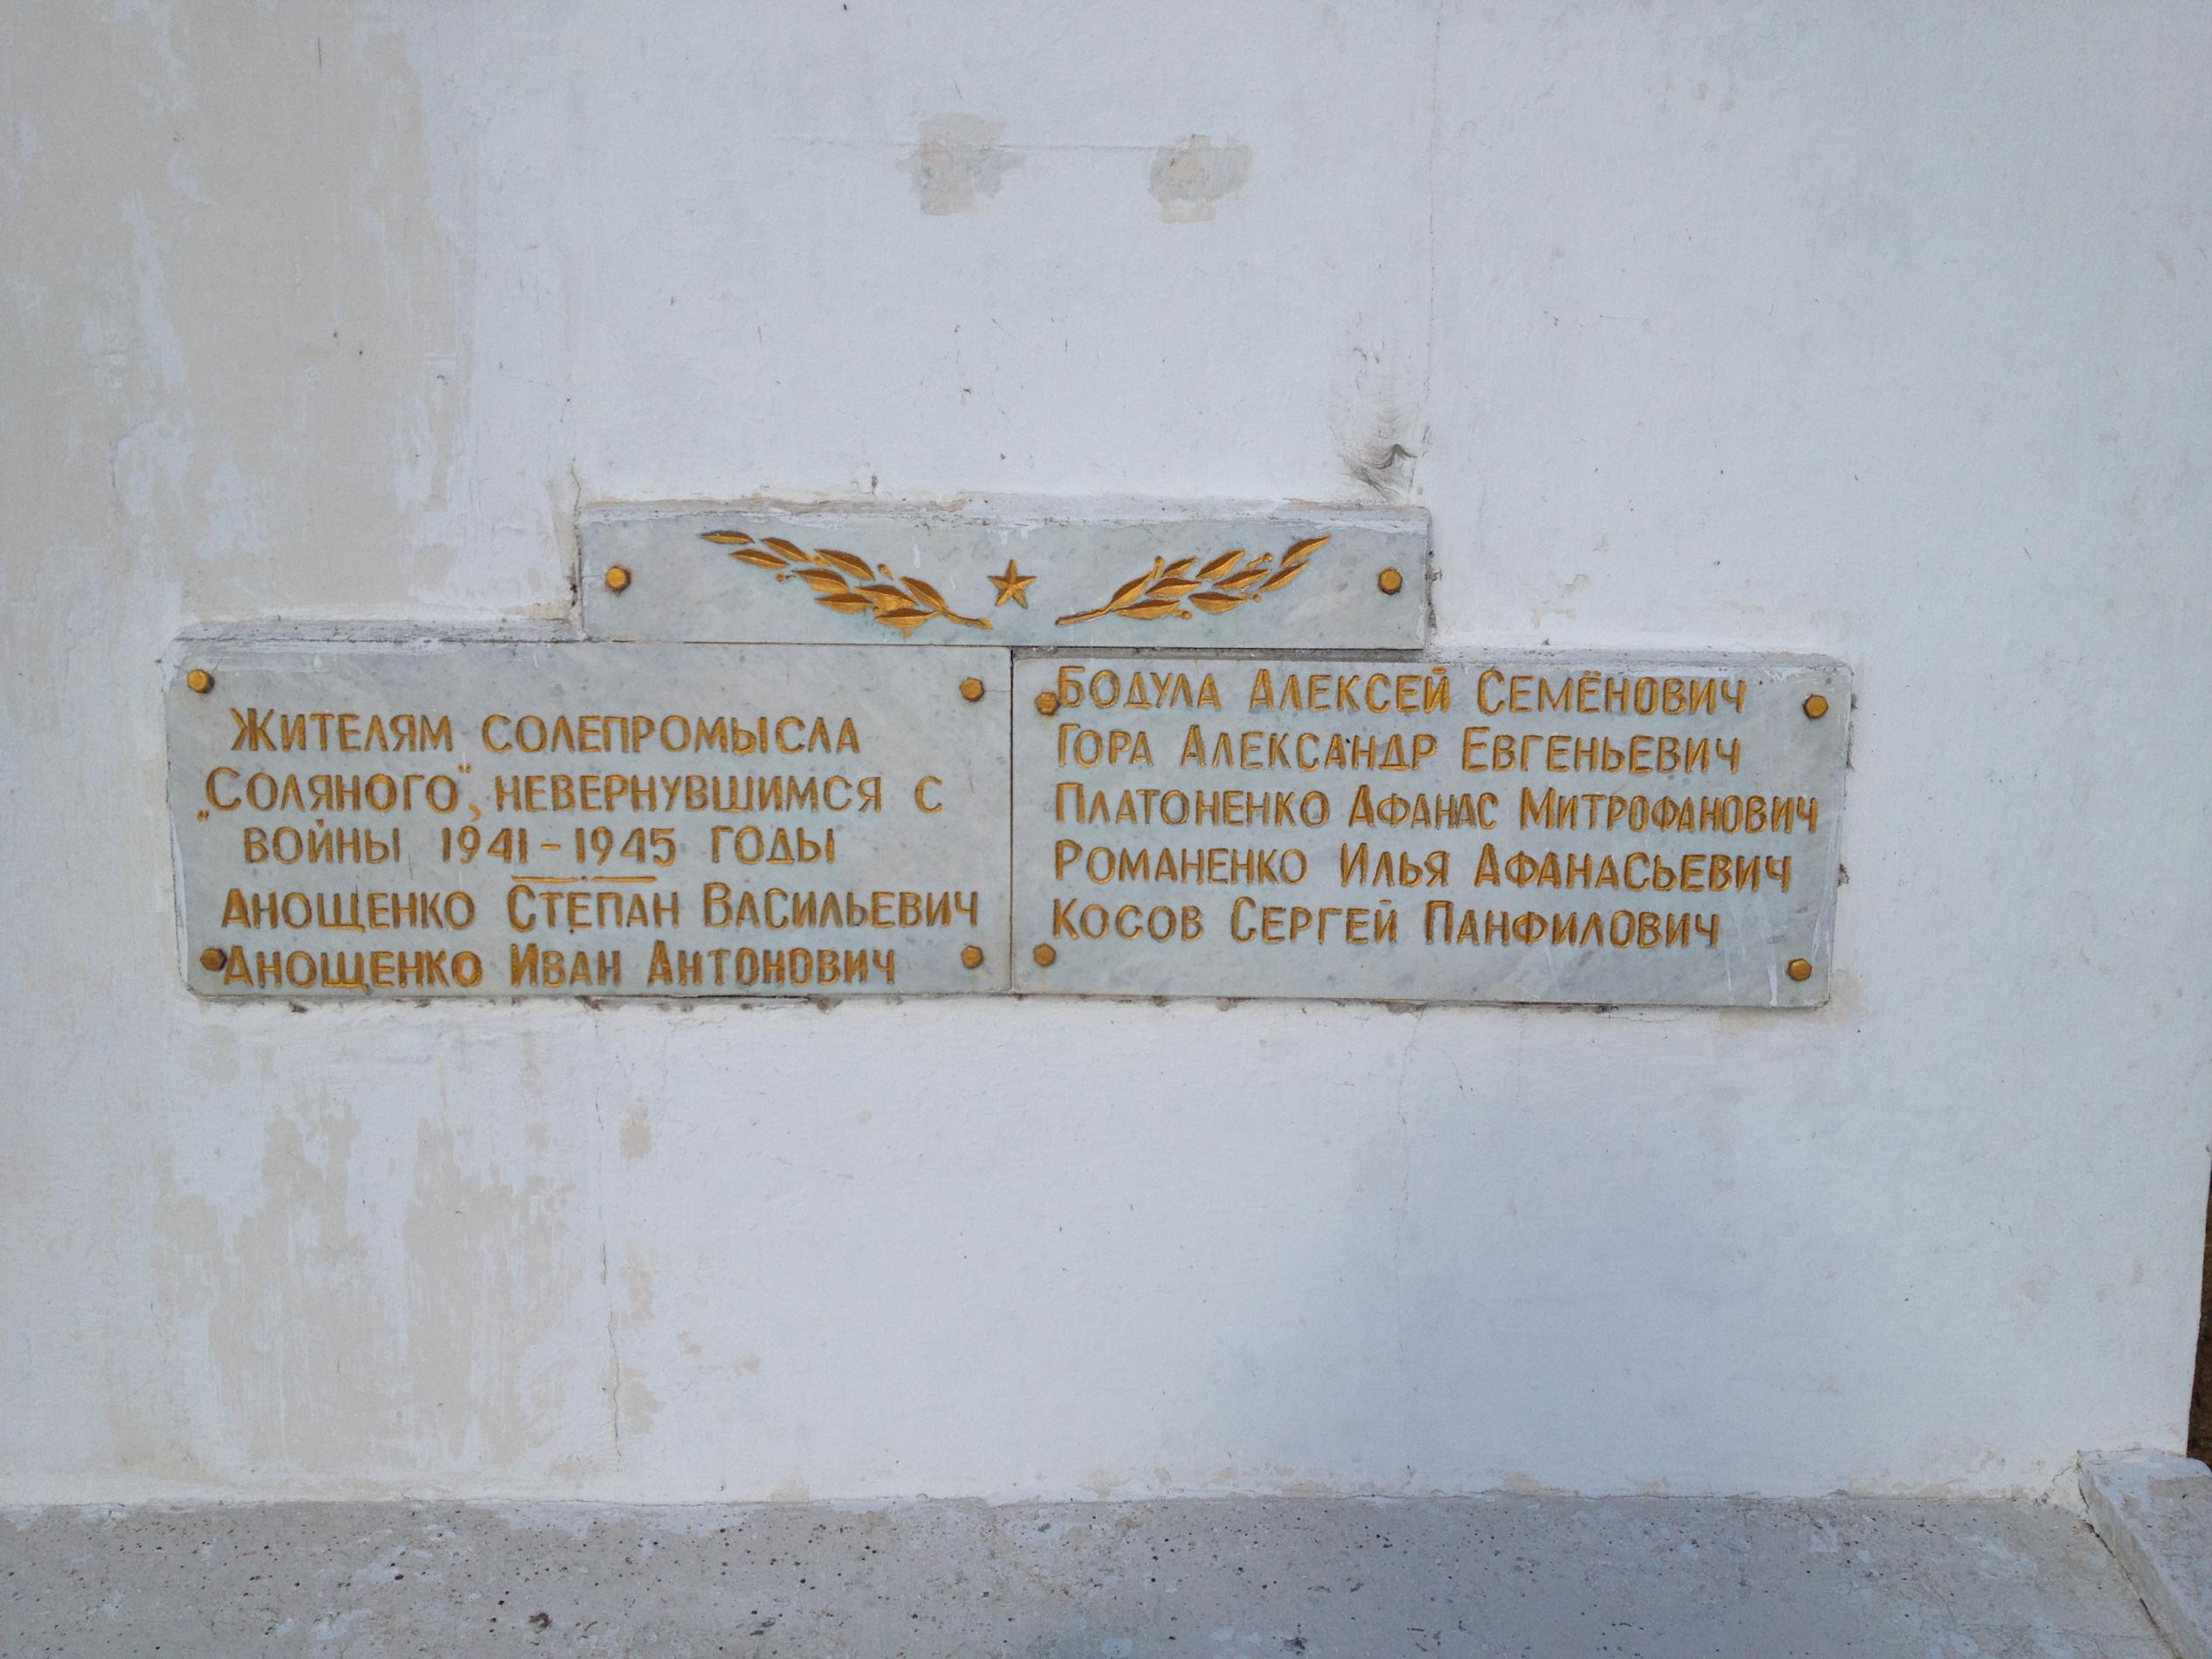 Жителям солепромысла
„Соляного", невернувшимся с
войны 1941-1945 годы
Анощенко Степан Васильевич
Анощенко Иван Антонович
Бодула Алексей Семёнович
Гора Александр Евгеньевич
Платоненко Афанас Митрофанович
Романенко Илья Афанасьевич
Косов Сергей Панфилович